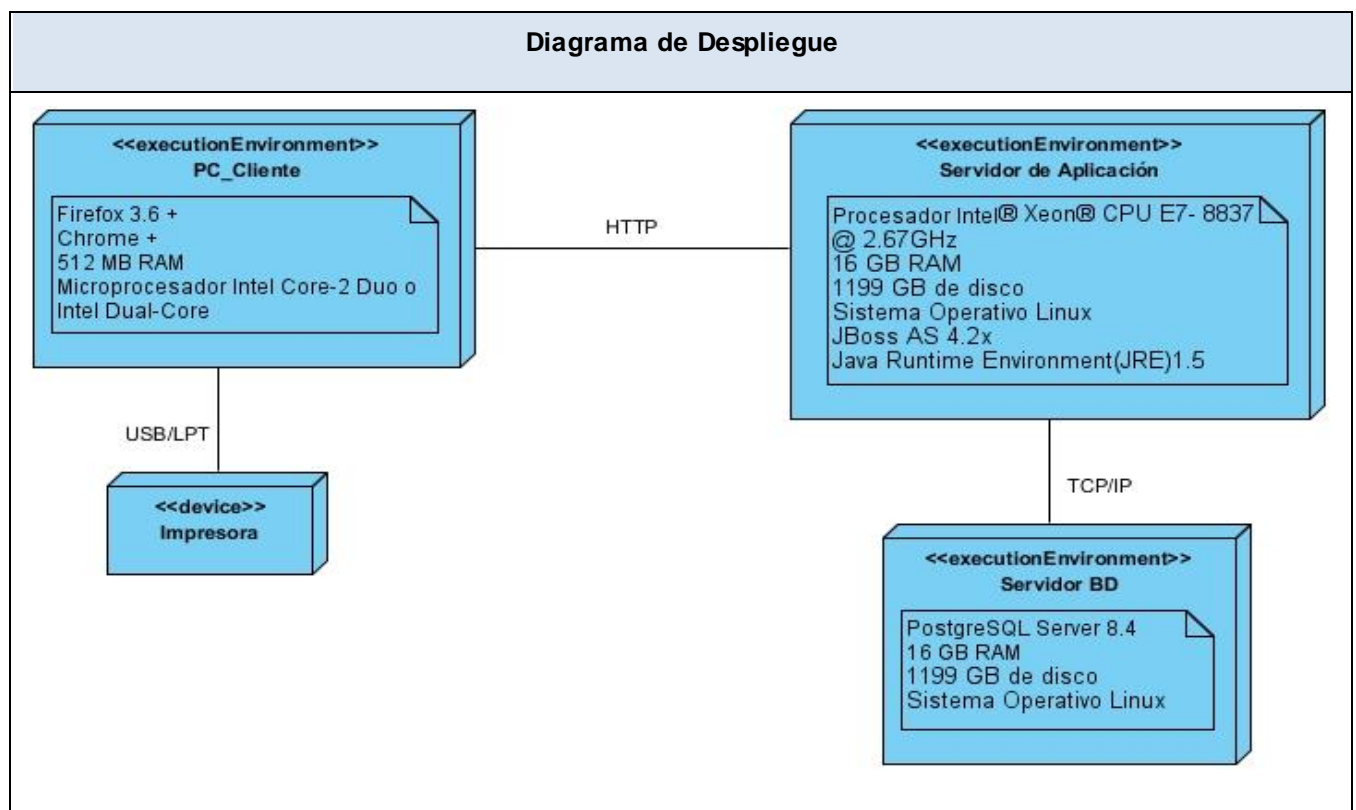 Diagrama de Despliegue
<<executionEnvironment>>
PC_Cliente
Firefox 3.6 +
Chrome +
512 MB RAM
Microprocesador Intel Core-2 Duo o
Intel Dual-Core
HTTP
<<executionEnvironment>>
Servidor de Aplicación
Procesador Intel® Xeon® CPU E7- 8837
@ 2.67GHz
16 GB RAM
1199 GB de disco
Sistema Operativo Linux
JBoss AS 4.2x
Java Runtime Environment(JRE)1.5
USB/LPT
<<device>>
Impresora
TCP/IP
<<executionEnvironment>>
Servidor BD
PostgreSQL Server 8.4
16 GB RAM
1199 GB de disco
Sistema Operativo Linux